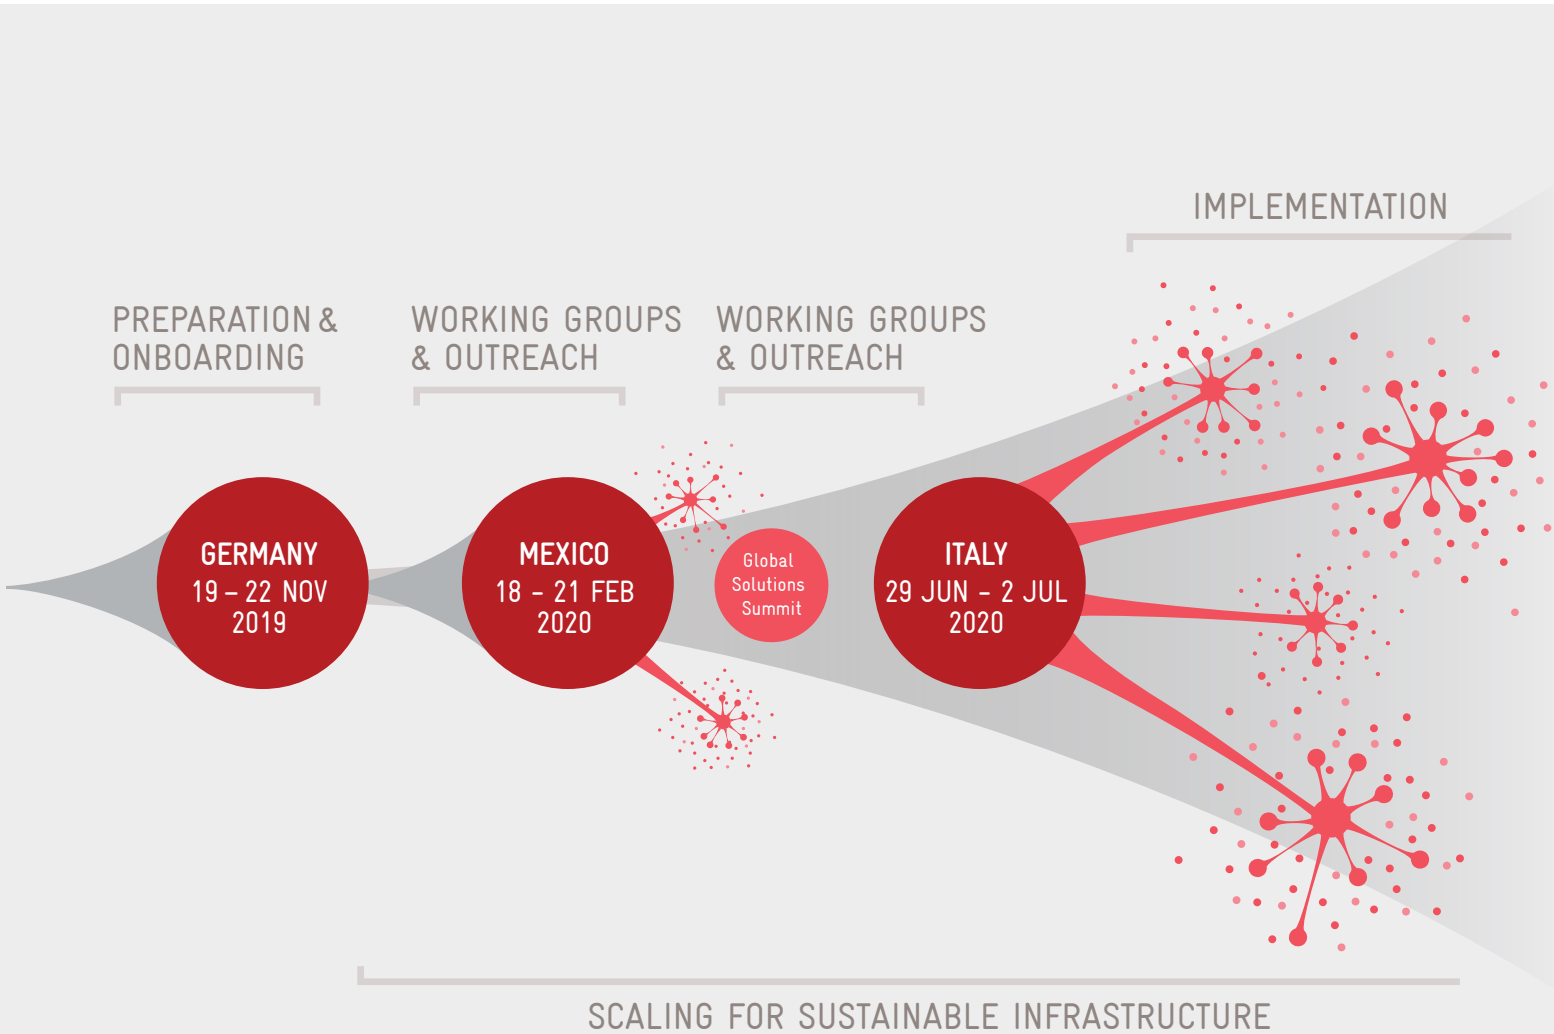 IMPLEMENTATION
PREPARATION &
ONBOARDING
WORKING GROUPS
& OUTREACH
WORKING GROUPS
& OUTREACH
GERMANY
19 – 22 NOV
2019
MEXICO
18 – 21 FEB
2020
Global
Solutions
Summit
ITALY
29 JUN – 2 JUL
2020
SCALING FOR SUSTAINABLE INFRASTRUCTURE